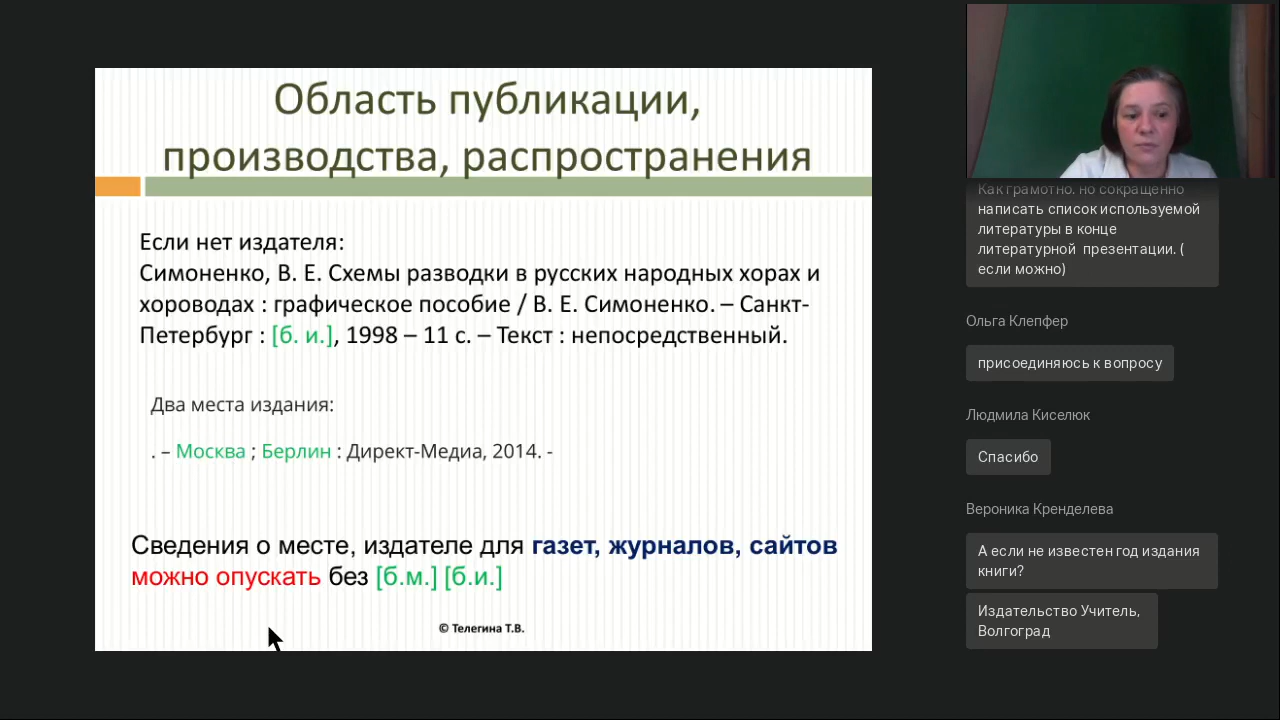 Область публикации,
производства, распространения
Если нет издателя:
Симоненко, В. Е. Схемы разводки в русских народных хорах и
хороводах : графическое пособие / В. Е. Симоненко. – Санкт-
Петербург : [б. и.], 1998 – 11 с. – Текст : непосредственный.
Два места издания:
. – Москва ; Берлин : Директ-Медиа, 2014. -
Сведения о месте, издателе для газет, журналов, сайтов
можно опускать без [б.м.] [б.и.]
© Телегина Т.В.
Как грамотно. но сокращенно
написать список используемой
литературы в конце
литературной презентации. (
если можно)
Ольга Клепфер
присоединяюсь к вопросу
Людмила Киселюк
Спасибо
Вероника Кренделева
А если не известен год издания
книги?
Издательство Учитель,
Волгоград